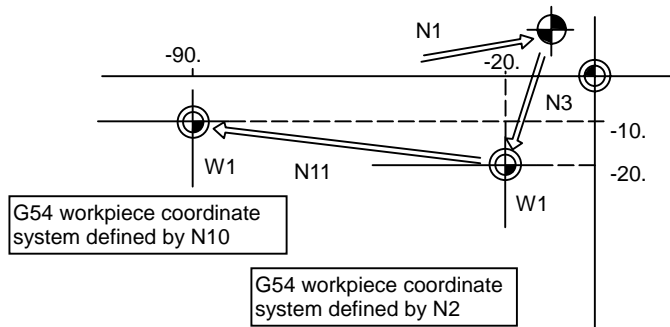 N1
-90.
-20.
N3
-10.
W1
N11
-20.
W1
G54 workpiece coordinate
system defined by N10
G54 workpiece coordinate
system defined by N2